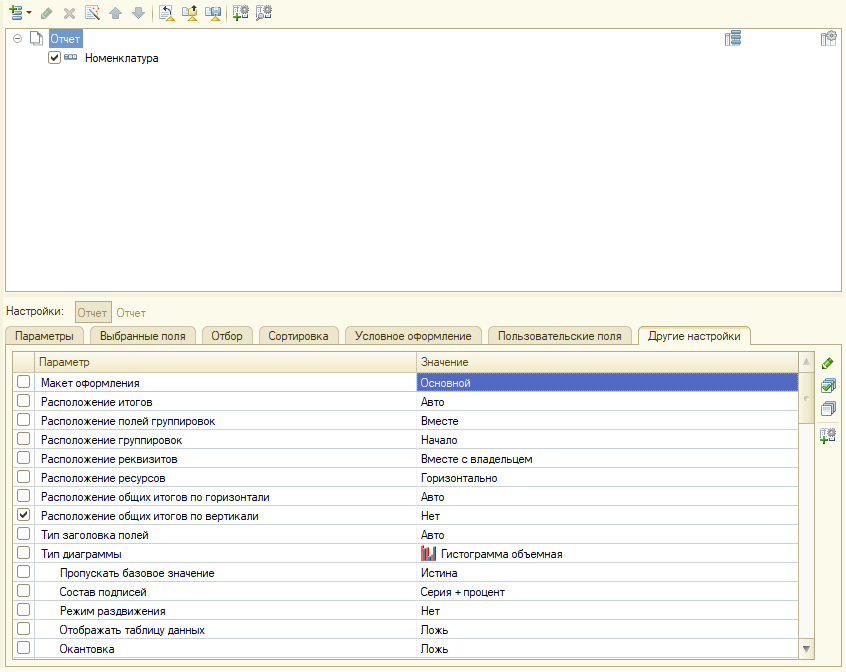 Отчет
Номенклатура
Настройки: Отчет Отчет
Параметры Выбранные поля Отбор Сортировка Условное оформление Пользовательские поля Другие настройки
Параметр Значение
Макет оформления Основной
Расположение итогов Авто
Расположение полей группировок Вместе
Расположение группировок Начало
Расположение реквизитов Вместе с владельцем
Расположение ресурсов Горизонтально
Расположение общих итогов по горизонтали Авто
Расположение общих итогов по вертикали Нет
Тип заголовка полей Авто
Тип диаграммы Гистограмма объемная
Пропускать базовое значение Истина
Состав подписей Серия + процент
Режим раздвижения Нет
Отображать таблицу данных Ложь
Окантовка Ложь